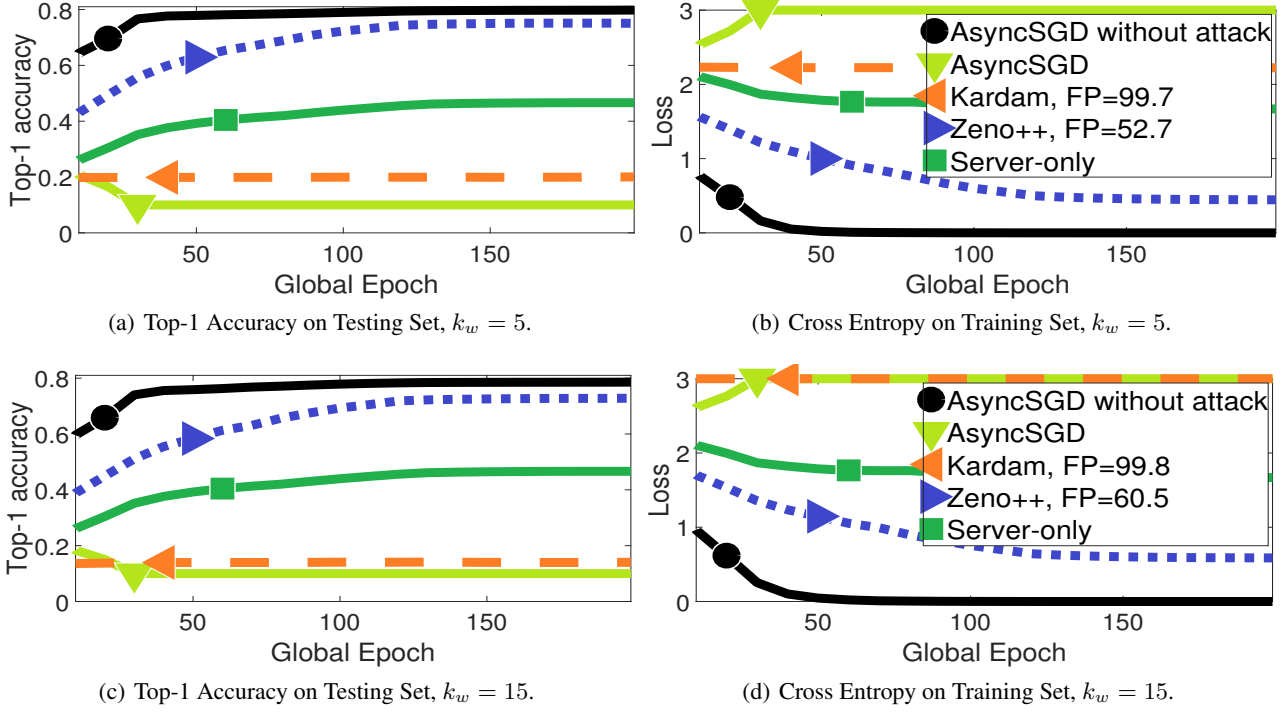 Top-1 accuracy
0.8
0.6
0.4
0.2
0
50
100
150
Global Epoch
(a) Top-1 Accuracy on Testing Set, k_w = 5.
Loss
3
2
1
0
50
100
150
Global Epoch
AsyncSGD without attack
AsyncSGD
Kardam, FP=99.7
Zeno++, FP=52.7
Server-only
(b) Cross Entropy on Training Set, k_w = 5.
Top-1 accuracy
0.8
0.6
0.4
0.2
0
50
100
150
Global Epoch
(c) Top-1 Accuracy on Testing Set, k_w = 15.
Loss
3
2
1
0
50
100
150
Global Epoch
AsyncSGD without attack
AsyncSGD
Kardam, FP=99.8
Zeno++, FP=60.5
Server-only
(d) Cross Entropy on Training Set, k_w = 15.